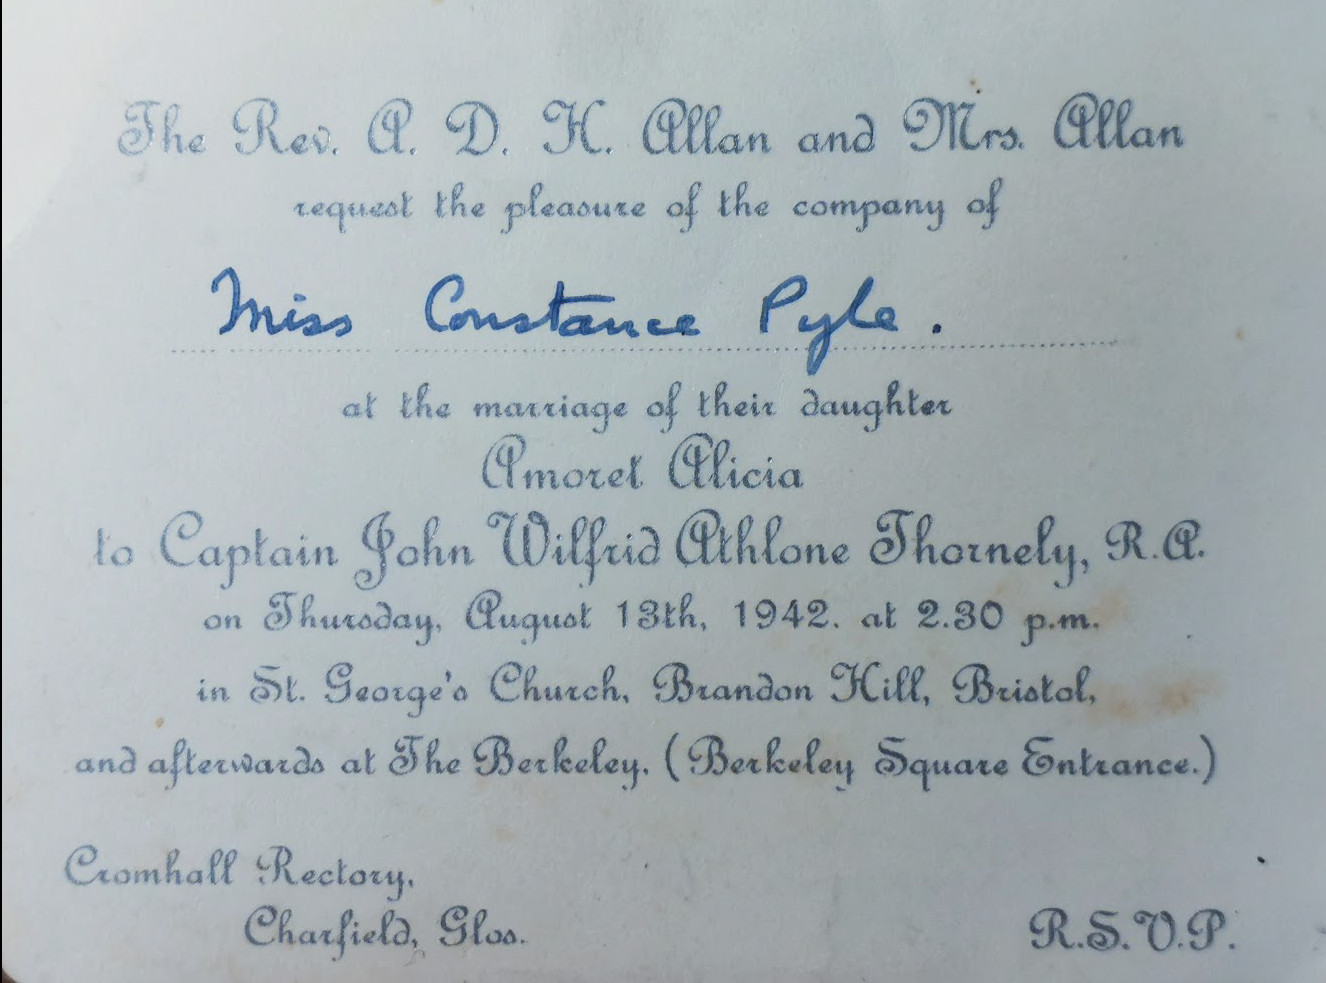 The Rev. A. D. H. Allan and Mrs. Allan
request the pleasure of the company of
Miss Constance Pyle.
at the marriage of their daughter
Amoret Alicia
to Captain John Wilfrid Athlone Thornely, R.A.
on Thursday, August 13th, 1942. at 2.30 p.m.
in St. George's Church, Brandon Hill, Bristol,
and afterwards at The Berkeley. (Berkeley Square Entrance.)
Cromhall Rectory,
Charfield, Glos.
R.S.V.P.